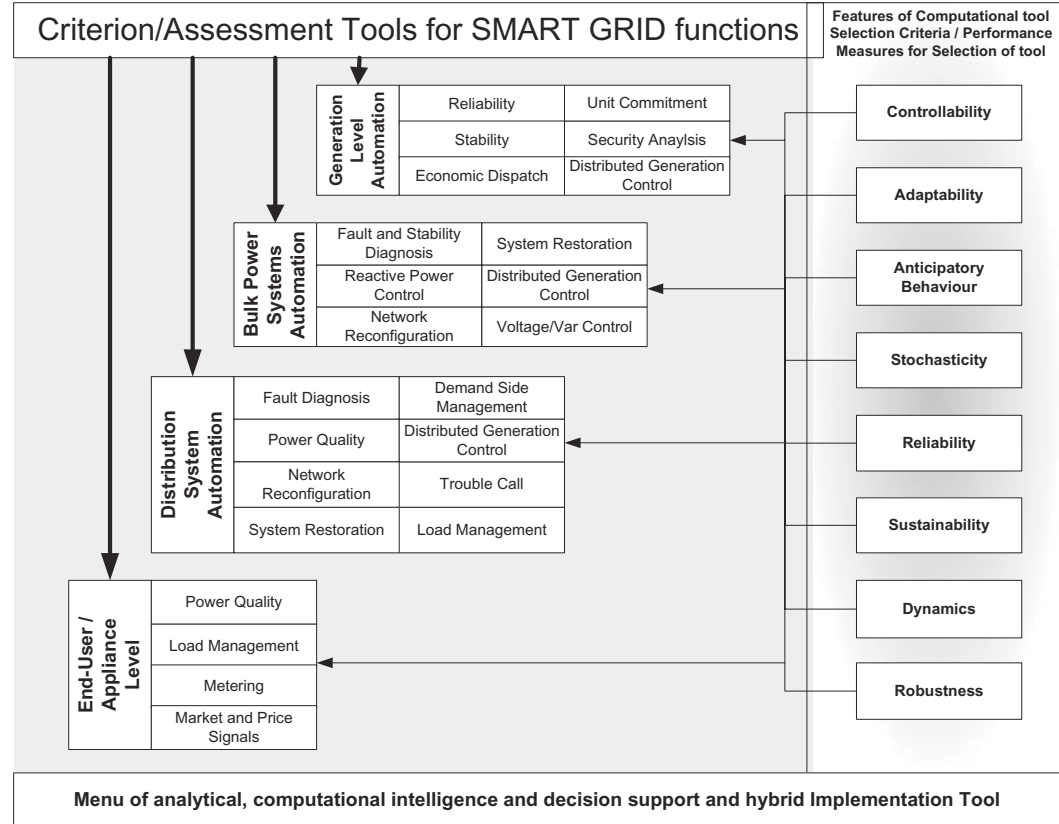 Criterion/Assessment Tools for SMART GRID functions
Features of Computational tool
Selection Criteria / Performance
Measures for Selection of tool
Generation
Level
Automation
Reliability
Unit Commitment
Stability
Security Anaylsis
Economic Dispatch
Distributed Generation
Control
Bulk Power
Systems
Automation
Fault and Stability
Diagnosis
System Restoration
Reactive Power
Control
Distributed Generation
Control
Network
Reconfiguration
Voltage/Var Control
Distribution
System
Automation
Fault Diagnosis
Demand Side
Management
Power Quality
Distributed Generation
Control
Network
Reconfiguration
Trouble Call
System Restoration
Load Management
End-User /
Appliance
Level
Power Quality
Load Management
Metering
Market and Price
Signals
Controllability
Adaptability
Anticipatory
Behaviour
Stochasticity
Reliability
Sustainability
Dynamics
Robustness
Menu of analytical, computational intelligence and decision support and hybrid Implementation Tool